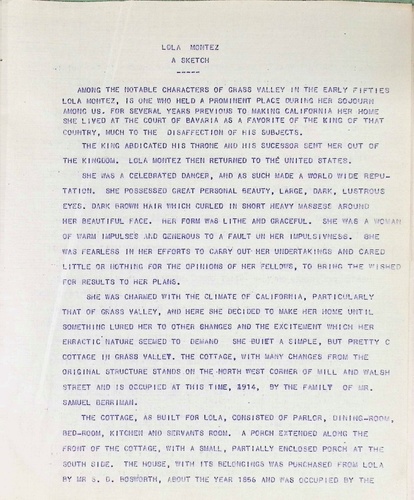 LOLA MONTEZ
A SKETCH
-----
AMONG THE NOTABLE CHARACTERS OF GRASS VALLEY IN THE EARLY FIFTIES
LOLA MONTEZ, IS ONE WHO HELD A PROMINENT PLACE DURING HER SOJOURN
AMONG US. FOR SEVERAL YEARS PREVIOUS TO MAKING CALIFORNIA HER HOME
SHE LIVED AT THE COURT OF BAVARIA AS A FAVORITE OF THE KING OF THAT
COUNTRY, MUCH TO THE DISAFFECTION OF HIS SUBJECTS.
THE KING ABDICATED HIS THRONE AND HIS SUCESSOR SENT HER OUT OF
THE KINGDOM. LOLA MONTEZ THEN RETURNED TO THE UNITED STATES.
SHE WAS A CELEBRATED DANCER, AND AS SUCH MADE A WORLD WIDE REPU-
TATION. SHE POSSESSED GREAT PERSONAL BEAUTY, LARGE, DARK, LUSTROUS
EYES. DARK BROWN HAIR WHICH CURLED IN SHORT HEAVY MASSESE AROUND
HER BEAUTIFUL FACE. HER FORM WAS LITHE AND GRACEFUL. SHE WAS A WOMAN
OF WARM IMPULSES AND GENEROUS TO A FAULT ON HER IMPULSIVNESS. SHE
WAS FEARLESS IN HER EFFORTS TO CARRY OUT HER UNDERTAKINGS AND CARED
LITTLE OR NOTHING FOR THE OPINIONS OF HER FELLOWS, TO BRING THE WISHED
FOR RESULTS TO HER PLANS.
SHE WAS CHARMED WITH THE CLIMATE OF CALIFORNIA, PARTICULARLY
THAT OF GRASS VALLEY, AND HERE SHE DECIDED TO MAKE HER HOME UNTIL
SOMETHING LURED HER TO OTHER CHANGES AND THE EXCITEMENT WHICH HER
ERRACTIC NATURE SEEMED TO DEMAND SHE BUILT A SIMPLE, BUT PRETTY C
COTTAGE IN GRASS VALLET. THE COTTAGE, WITH MANY CHANGES FROM THE
ORIGINAL STRUCTURE STANDS ON THE NORTH WEST CORNER OF MILL AND WALSH
STREET AND IS OCCUPIED AT THIS TIME, 1914, BY THE FAMILY OF MR.
SAMUEL BERRIMAN.
THE COTTAGE, AS BUILT FOR LOLA, CONSISTED OF PARLOR, DINING-ROOM,
BED-ROOM, KITCHEN AND SERVANTS ROOM. A PORCH EXTENDED ALONG THE
FRONT OF THE COTTAGE, WITH A SMALL, PARTIALLY ENCLOSED PORCH AT THE
SOUTH SIDE. THE HOUSE, WITH ITS BELONGINGS WAS PURCHASED FROM LOLA
BY MR S. D. BOSWORTH, ABOUT THE YEAR 1856 AND WAS OCCUPIED BY THE